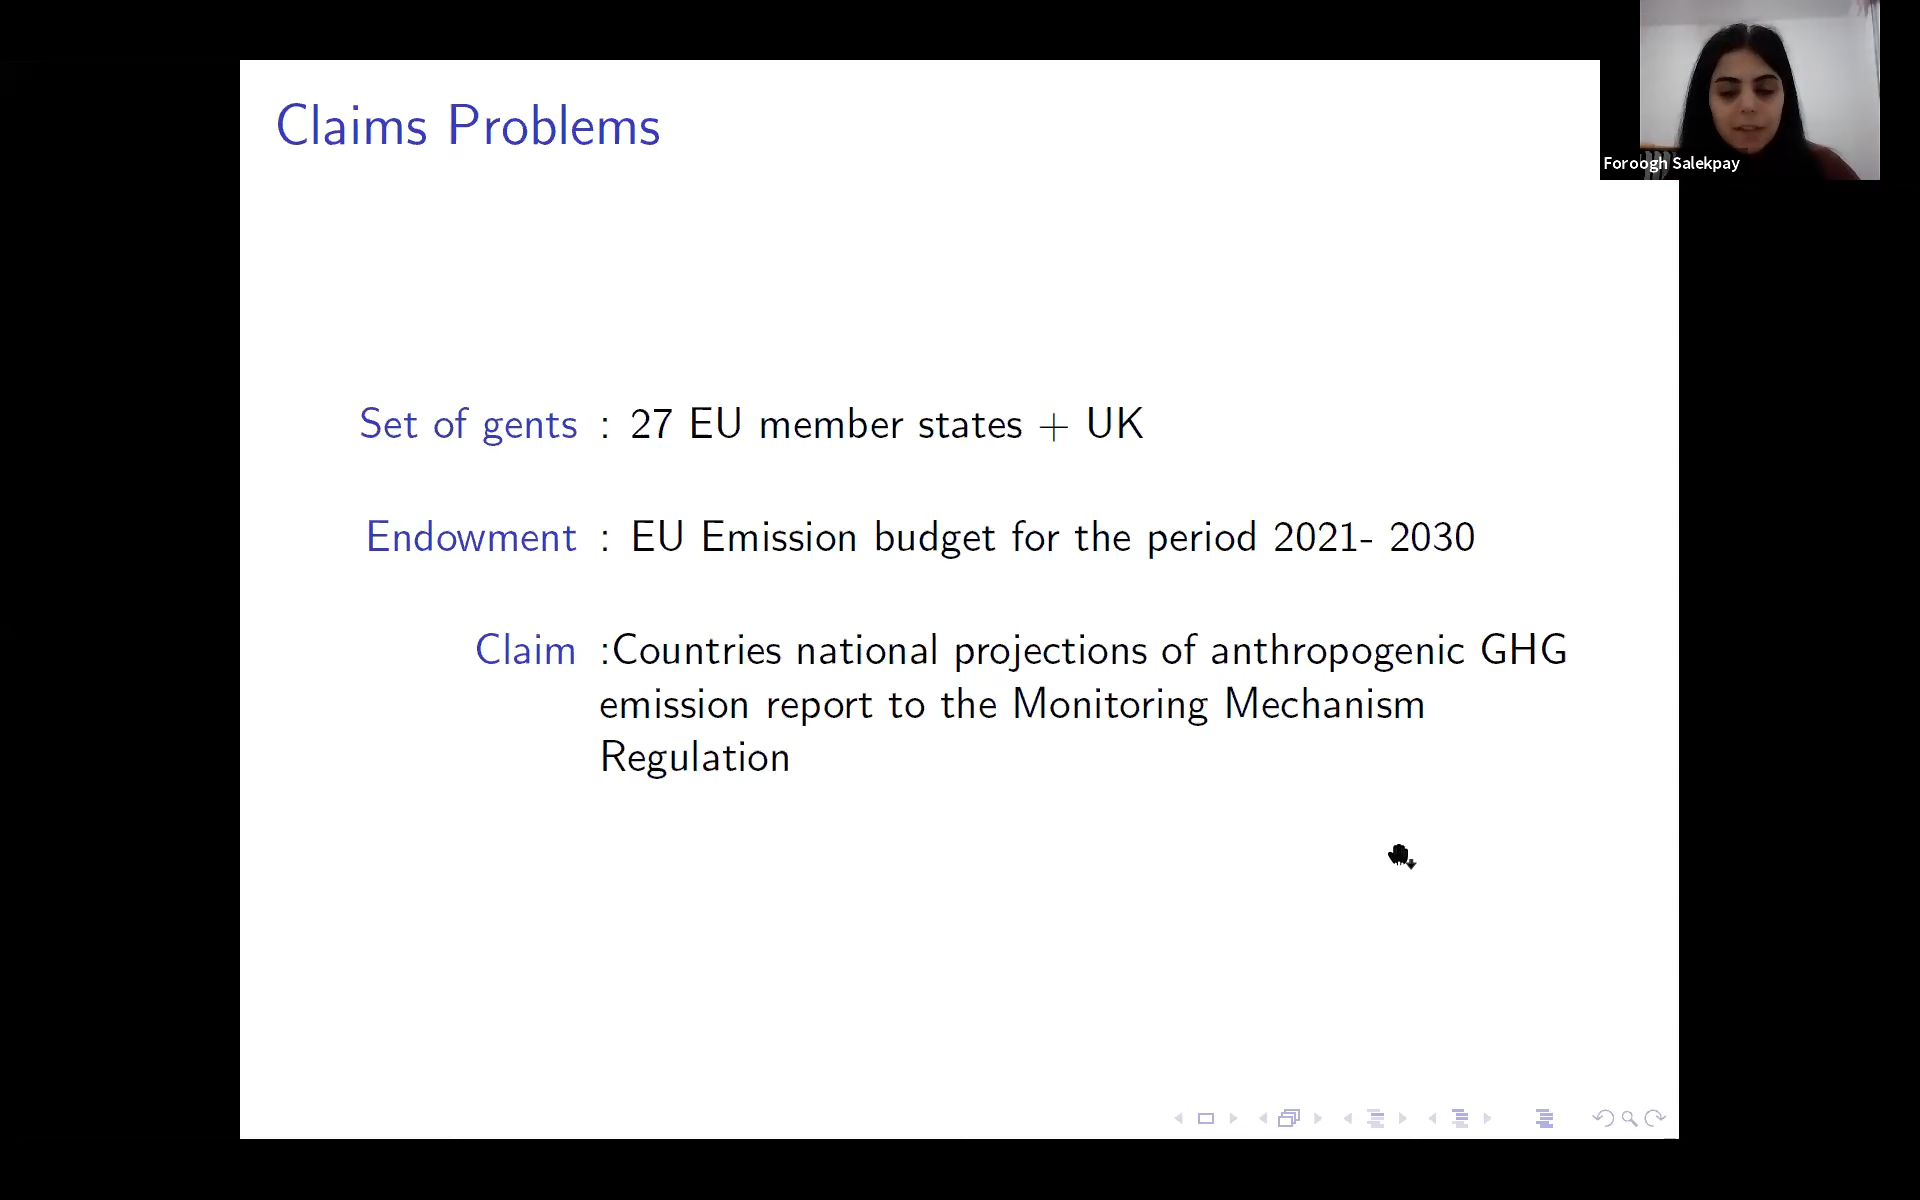 Claims Problems
Foroogh Salekpay
Set of gents : 27 EU member states + UK
Endowment : EU Emission budget for the period 2021- 2030
Claim :Countries national projections of anthropogenic GHG
emission report to the Monitoring Mechanism
Regulation